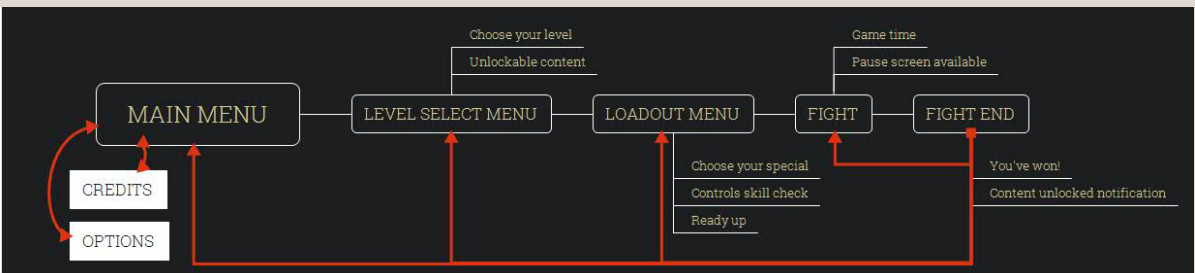 Choose your level
Unlockable content
Game time
Pause screen available
MAIN MENU
LEVEL SELECT MENU
LOADOUT MENU
FIGHT
FIGHT END
CREDITS
OPTIONS
Choose your special
Controls skill check
Ready up
You've won!
Content unlocked notification